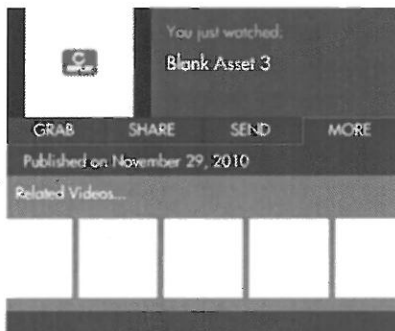 You just watched:
Blank Asset 3
GRAB SHARE SEND MORE
Published on November 29, 2010
Related Videos...